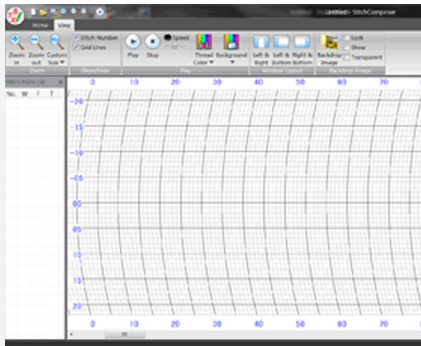 Untitled - StitchComposer
Home View
Zoom in Zoom out Custom Size
Stitch Number
Grid Lines
Play Skip Speed
Thread Color Background
Left & Right Left & Bottom Right & Bottom
Backdrop Image
Lock
Show
Transparent
Zoom Show/Hide Play Window Layout Backdrop Image
Stitch Point List
No. W F F
0 10 20 30 40 50 60 70
-20
-15
-10
-05
00
05
10
15
20
0 10 20 30 40 50 60 70